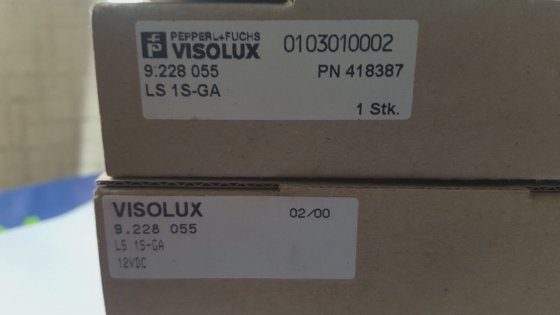 PEPPERL+FUCHS
VISOLUX 0103010002
9.228 055 PN 418387
LS 1S-GA
1 Stk.
VISOLUX 02/00
9.228 055
LS 1S-GA
12VDC